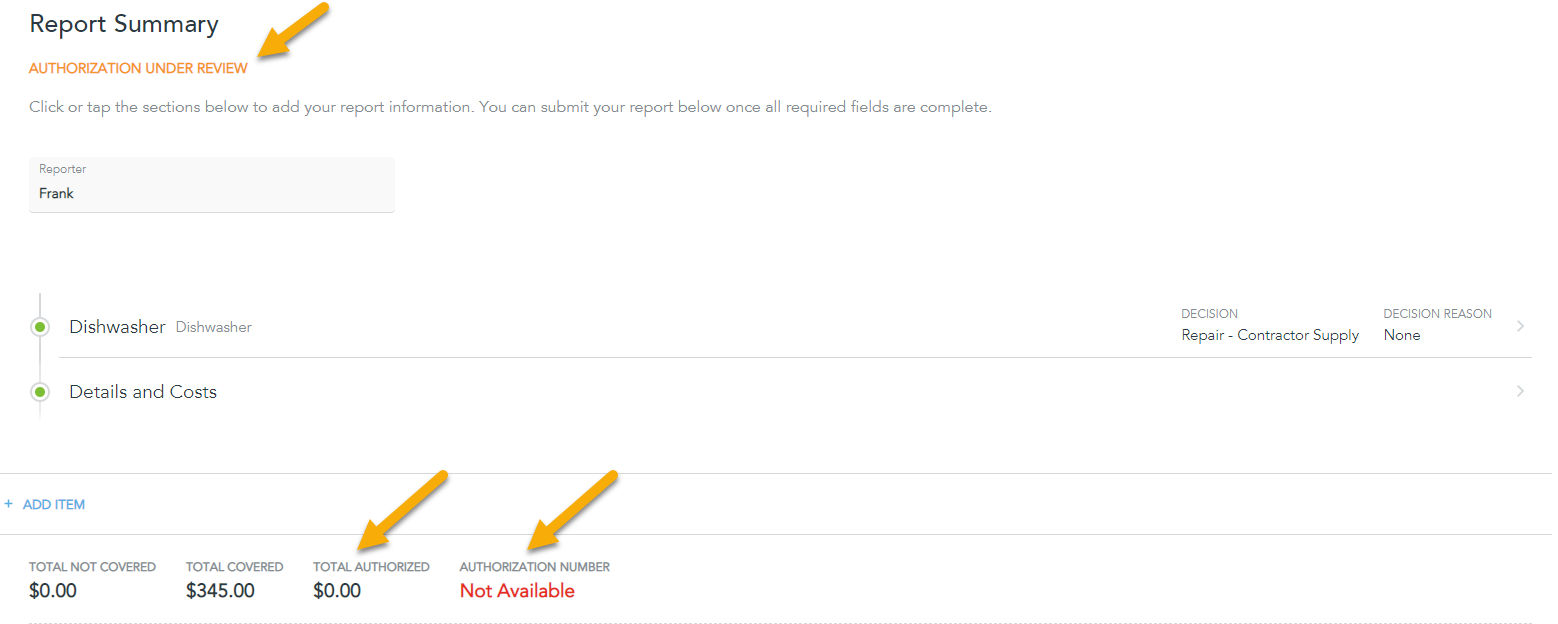 Report Summary
AUTHORIZATION UNDER REVIEW
Click or tap the sections below to add your report information. You can submit your report below once all required fields are complete.
Reporter
Frank
Dishwasher Dishwasher
DECISION
Repair - Contractor Supply
DECISION REASON
None
Details and Costs
+ ADD ITEM
TOTAL NOT COVERED
$0.00
TOTAL COVERED
$345.00
TOTAL AUTHORIZED
$0.00
AUTHORIZATION NUMBER
Not Available